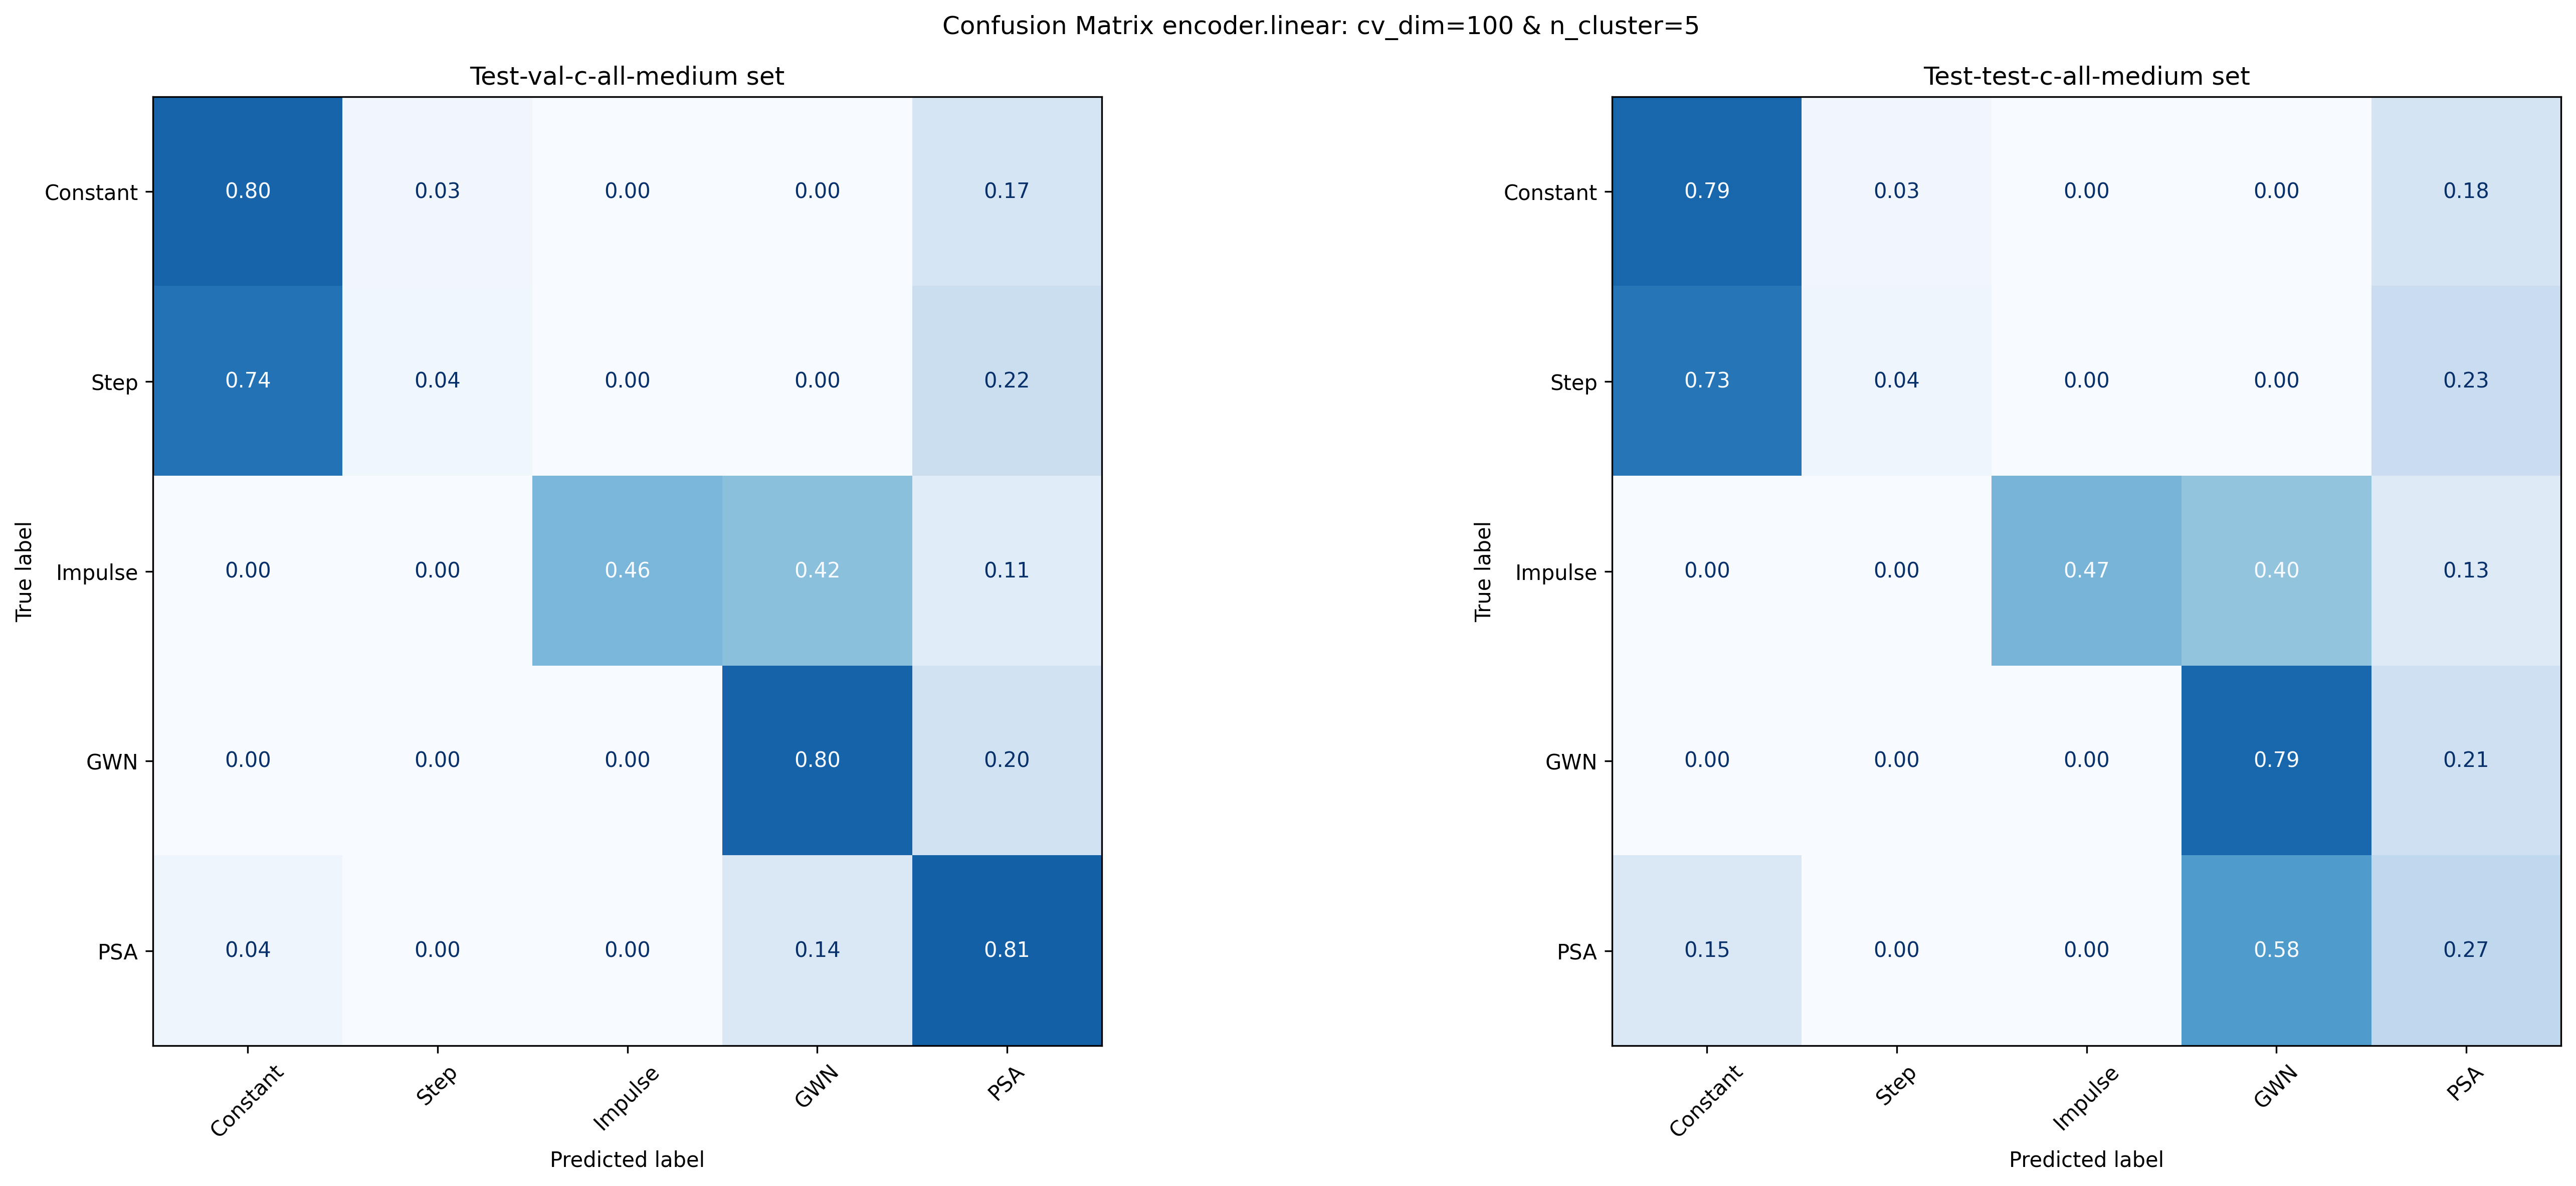 Confusion Matrix encoder.linear: cv_dim=100 & n_cluster=5
Test-val-c-all-medium set
Constant 0.80 0.03 0.00 0.00 0.17
Step 0.74 0.04 0.00 0.00 0.22
Impulse 0.00 0.00 0.46 0.42 0.11
GWN 0.00 0.00 0.00 0.80 0.20
PSA 0.04 0.00 0.00 0.14 0.81
True label
Constant Step Impulse GWN PSA
Predicted label
Test-test-c-all-medium set
Constant 0.79 0.03 0.00 0.00 0.18
Step 0.73 0.04 0.00 0.00 0.23
Impulse 0.00 0.00 0.47 0.40 0.13
GWN 0.00 0.00 0.00 0.79 0.21
PSA 0.15 0.00 0.00 0.58 0.27
True label
Constant Step Impulse GWN PSA
Predicted label